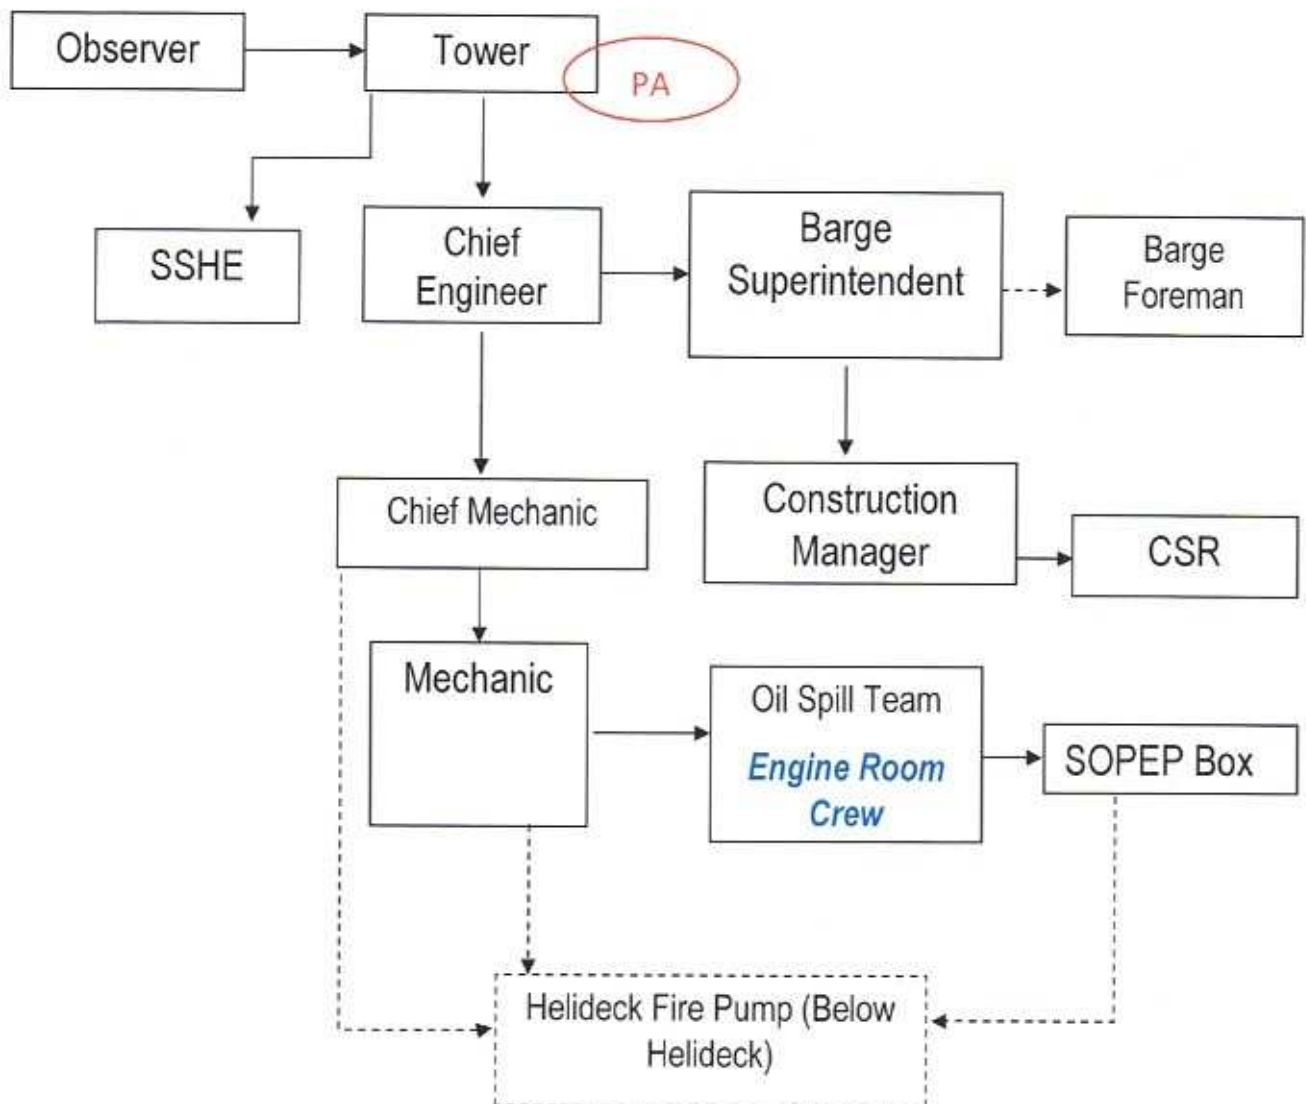 Observer
Tower
PA
SSHE
Chief
Engineer
Barge
Superintendent
Barge
Foreman
Chief Mechanic
Construction
Manager
CSR
Mechanic
Oil Spill Team
Engine Room
Crew
SOPEP Box
Helideck Fire Pump (Below
Helideck)